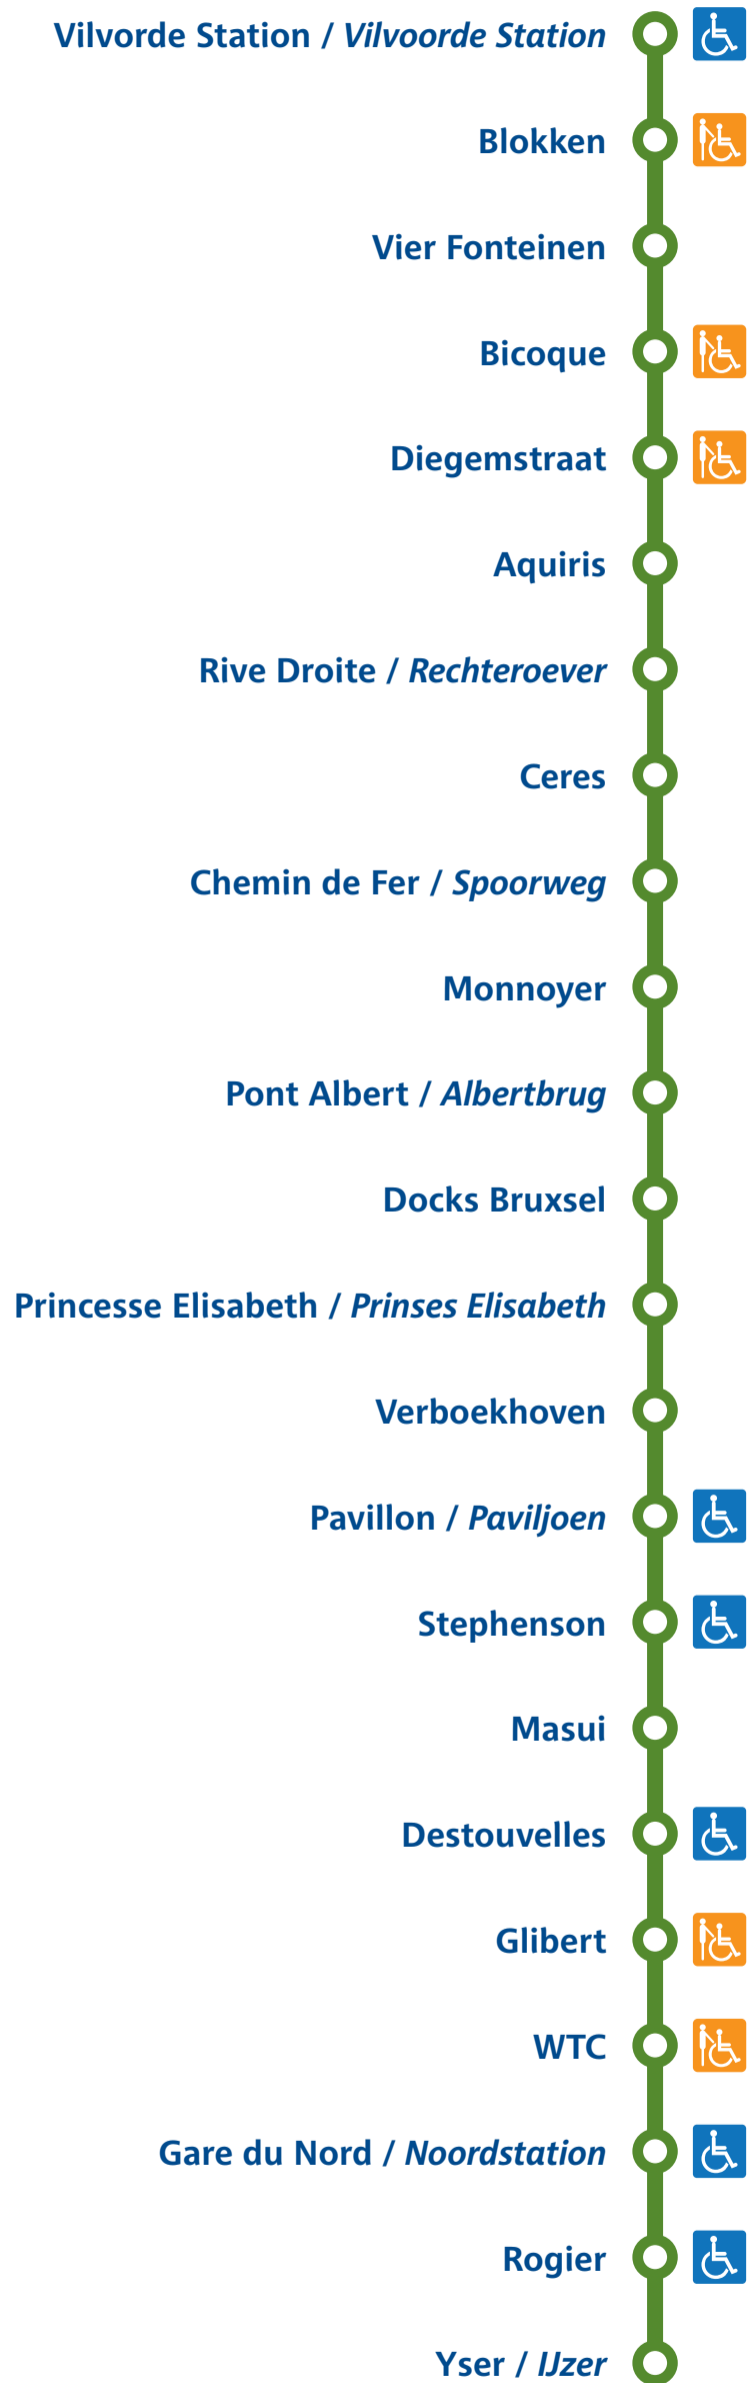 Vilvorde Station / Vilvoorde Station
Blokken
Vier Fonteinen
Bicoque
Diegemstraat
Aquiris
Rive Droite / Rechteroever
Ceres
Chemin de Fer / Spoorweg
Monnoyer
Pont Albert / Albertbrug
Docks Bruxsel
Princesse Elisabeth / Prinses Elisabeth
Verboekhoven
Pavillon / Paviljoen
Stephenson
Masui
Destouvelles
Glibert
WTC
Gare du Nord / Noordstation
Rogier
Yser / IJzer